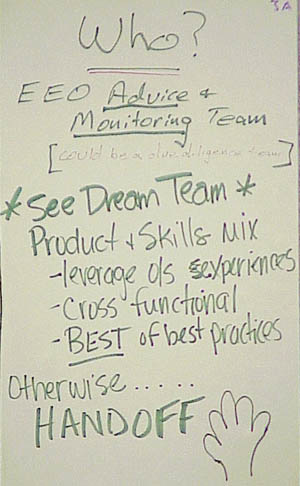 3A
Who?
EEO Advice &
Monitoring Team
[could be a due diligence team]
*See Dream Team*
Product & Skills Mix
-leverage o/s experiences
-Cross functional
-BEST of best practices
Otherwise.....
HANDOFF